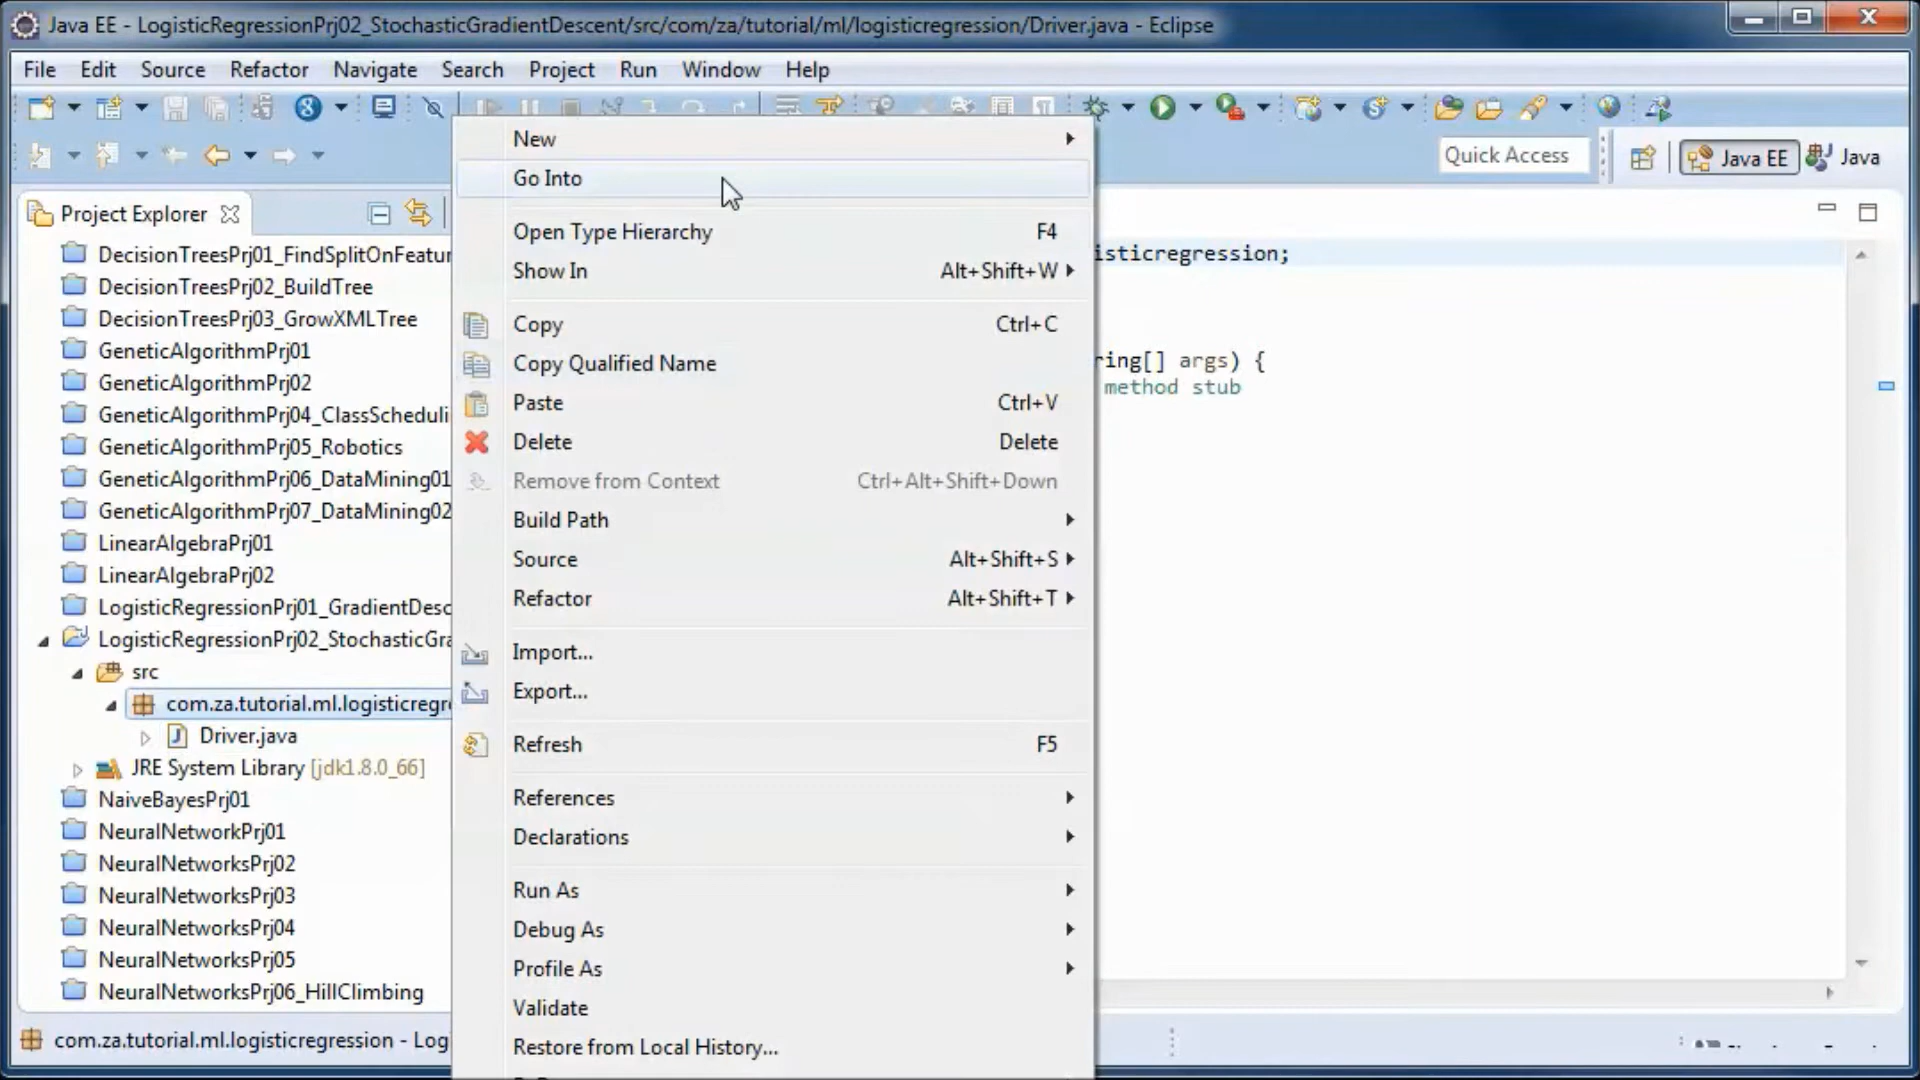 Java EE - LogisticRegressionPrj02_StochasticGradientDescent/src/com/za/tutorial/ml/logisticregression/Driver.java - Eclipse
File Edit Source Refactor Navigate Search Project Run Window Help
Quick Access
Java EE
Java
Project Explorer
DecisionTreesPrj01_FindSplitOnFeatur
DecisionTreesPrj02_BuildTree
DecisionTreesPrj03_GrowXMLTree
GeneticAlgorithmPrj01
GeneticAlgorithmPrj02
GeneticAlgorithmPrj04_ClassScheduli
GeneticAlgorithmPrj05_Robotics
GeneticAlgorithmPrj06_DataMining01
GeneticAlgorithmPrj07_DataMining02
LinearAlgebraPrj01
LinearAlgebraPrj02
LogisticRegressionPrj01_GradientDesc
LogisticRegressionPrj02_StochasticGra
src
com.za.tutorial.ml.logisticregr
Driver.java
JRE System Library [jdk1.8.0_66]
NaiveBayesPrj01
NeuralNetworkPrj01
NeuralNetworksPrj02
NeuralNetworksPrj03
NeuralNetworksPrj04
NeuralNetworksPrj05
NeuralNetworksPrj06_HillClimbing
New
Go Into
Open Type Hierarchy F4
Show In Alt+Shift+W
Copy Ctrl+C
Copy Qualified Name
Paste Ctrl+V
Delete Delete
Remove from Context Ctrl+Alt+Shift+Down
Build Path
Source Alt+Shift+S
Refactor Alt+Shift+T
Import...
Export...
Refresh F5
References
Declarations
Run As
Debug As
Profile As
Validate
Restore from Local History...
isticregression;
ring[] args) {
method stub
com.za.tutorial.ml.logisticregression - Log